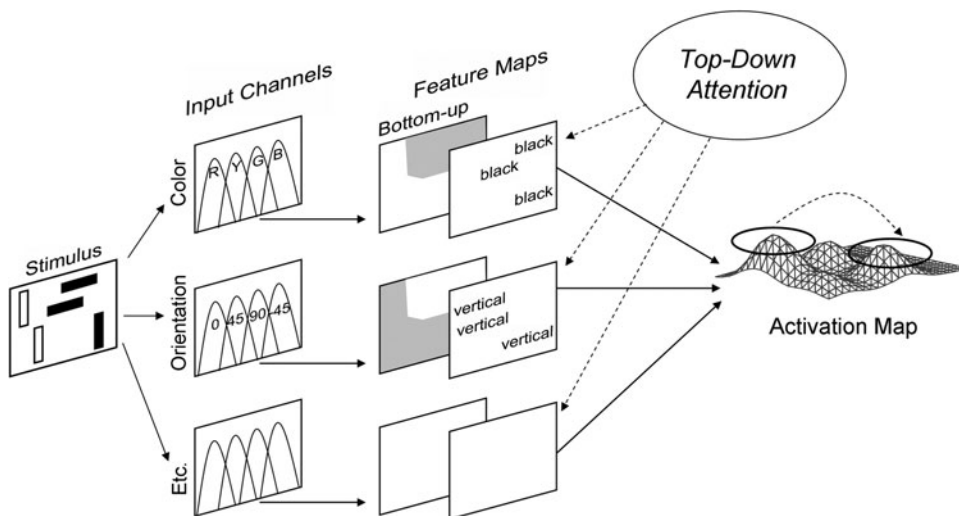 Stimulus
Input Channels
Color
R Y G B
Orientation
0 45 90 -45
Etc.
Feature Maps
Bottom-up
black
black
black
vertical
vertical
vertical
Top-Down
Attention
Activation Map